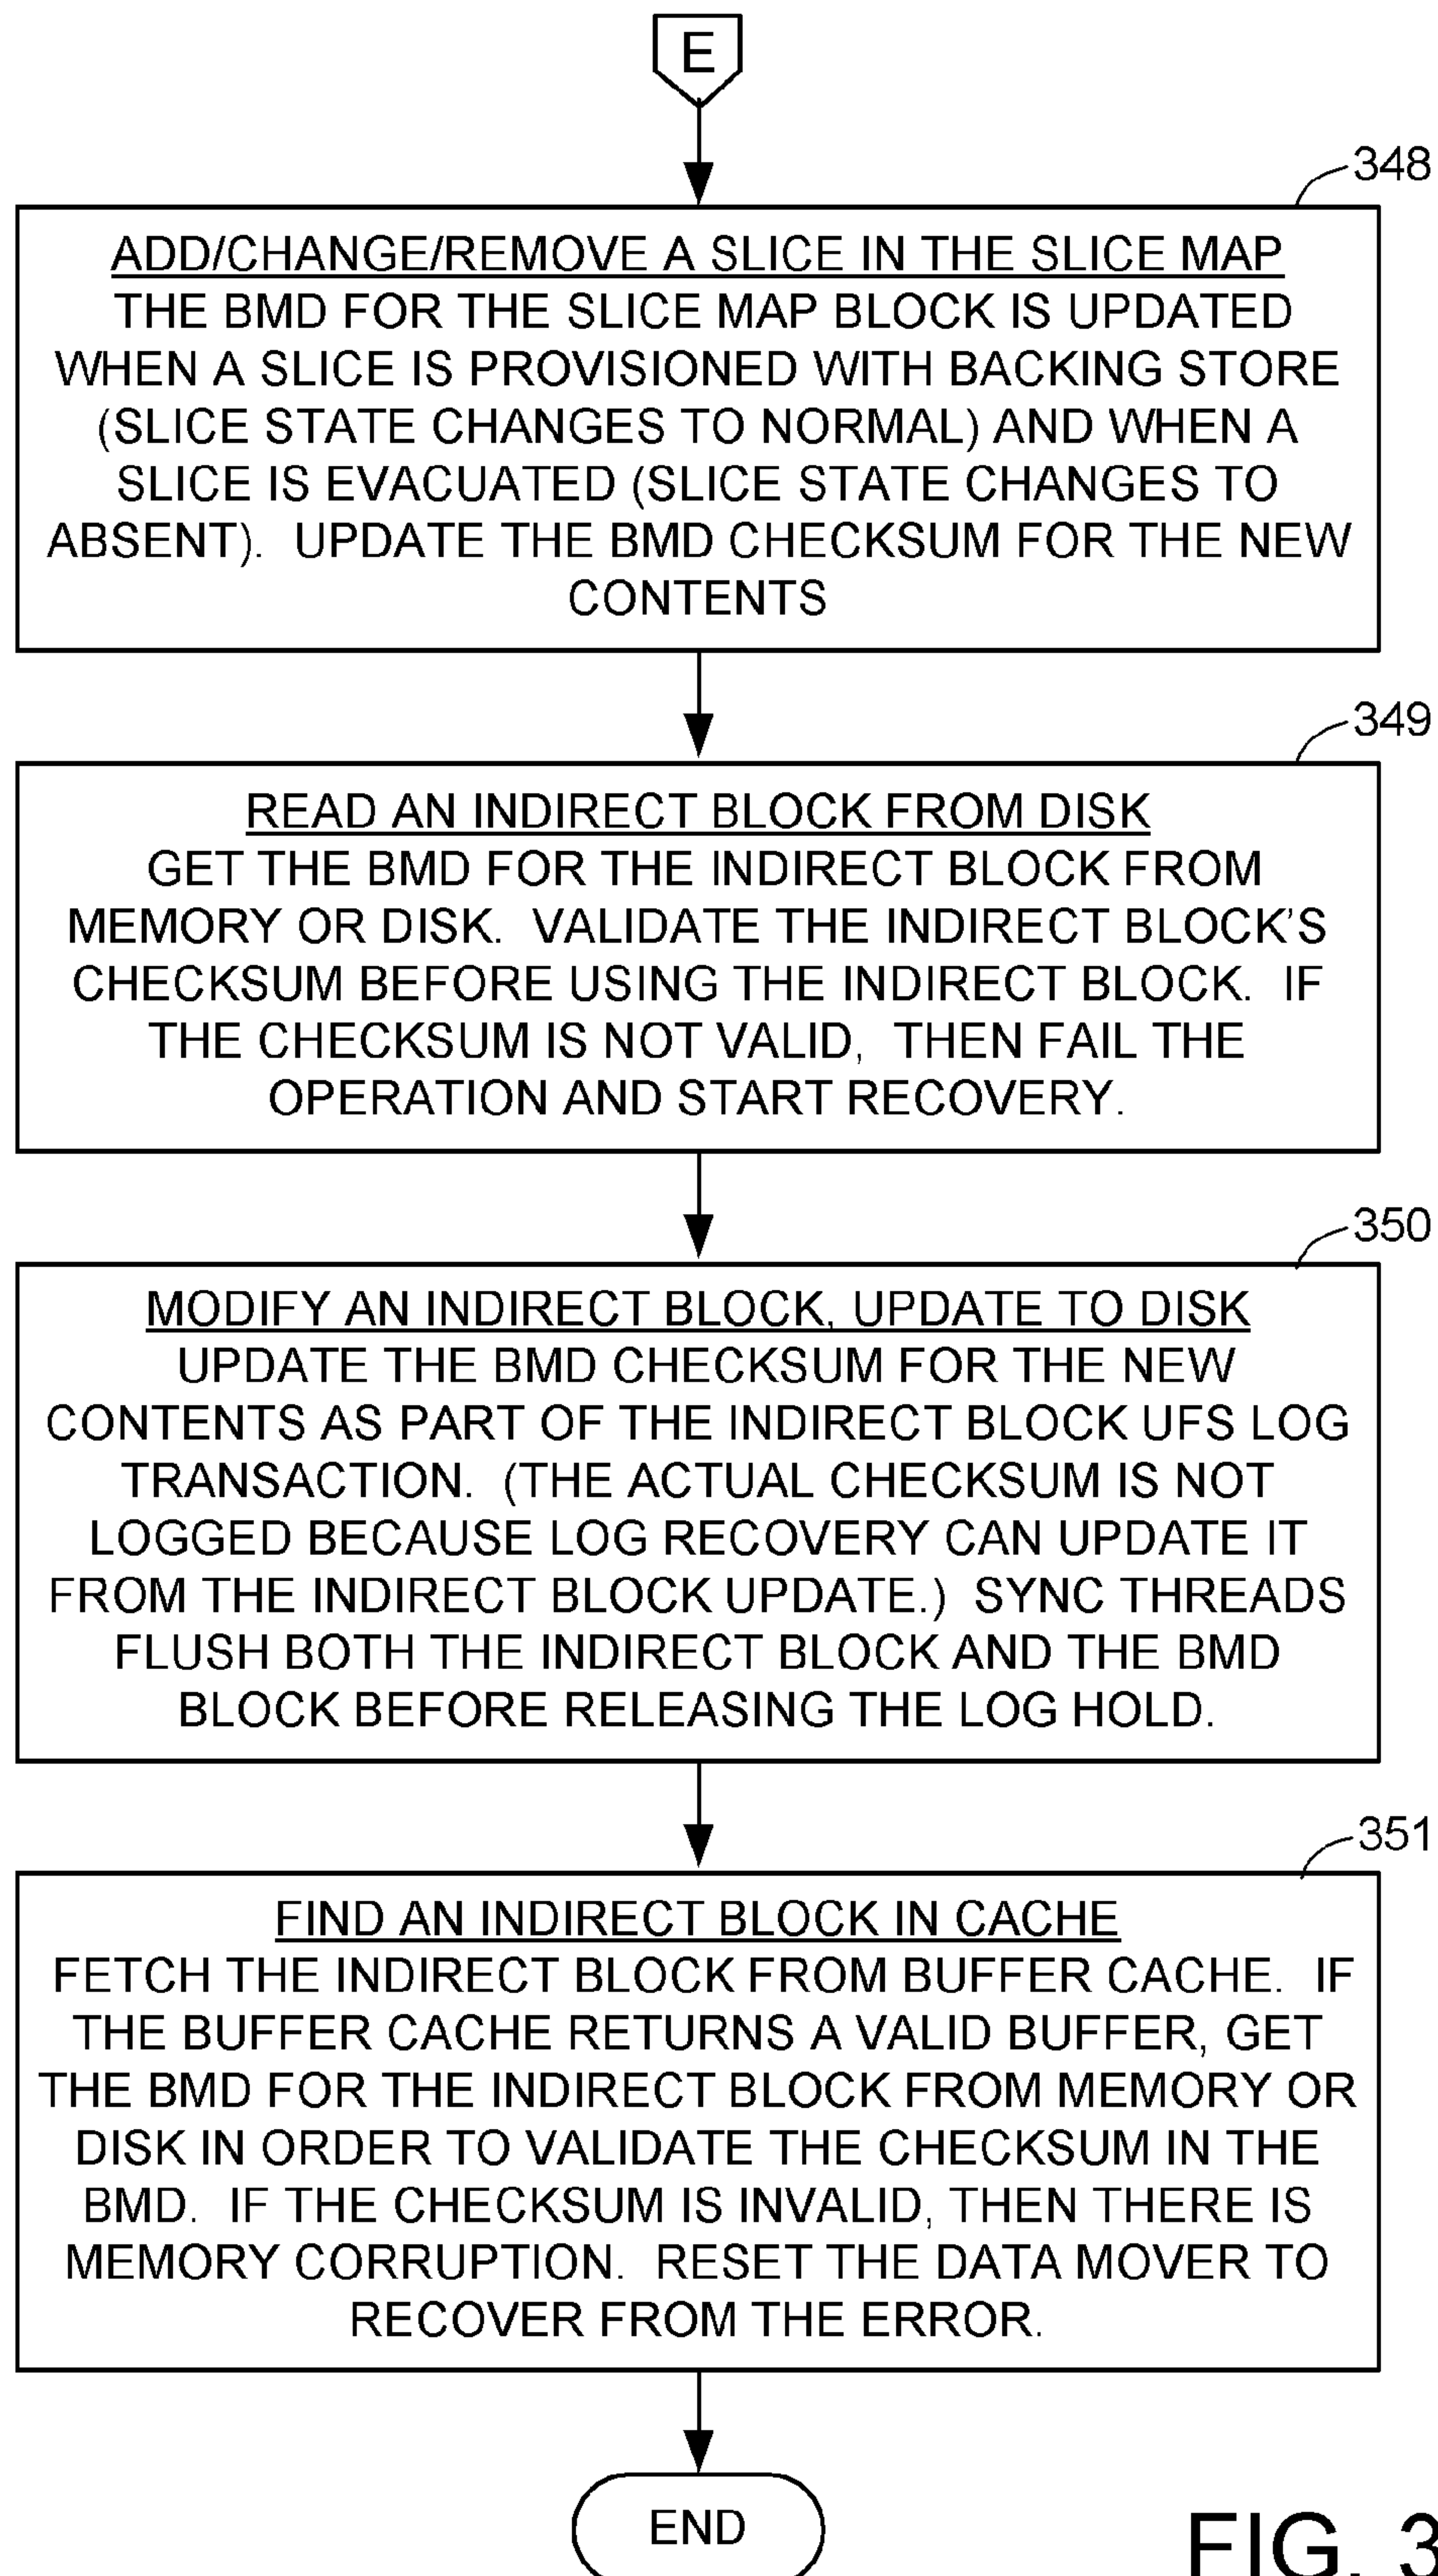 E
348
ADD/CHANGE/REMOVE A SLICE IN THE SLICE MAP
THE BMD FOR THE SLICE MAP BLOCK IS UPDATED
WHEN A SLICE IS PROVISIONED WITH BACKING STORE
(SLICE STATE CHANGES TO NORMAL) AND WHEN A
SLICE IS EVACUATED (SLICE STATE CHANGES TO
ABSENT).  UPDATE THE BMD CHECKSUM FOR THE NEW
CONTENTS
349
READ AN INDIRECT BLOCK FROM DISK
GET THE BMD FOR THE INDIRECT BLOCK FROM
MEMORY OR DISK.  VALIDATE THE INDIRECT BLOCK’S
CHECKSUM BEFORE USING THE INDIRECT BLOCK.  IF
THE CHECKSUM IS NOT VALID,  THEN FAIL THE
OPERATION AND START RECOVERY.
350
MODIFY AN INDIRECT BLOCK, UPDATE TO DISK
UPDATE THE BMD CHECKSUM FOR THE NEW
CONTENTS AS PART OF THE INDIRECT BLOCK UFS LOG
TRANSACTION.  (THE ACTUAL CHECKSUM IS NOT
LOGGED BECAUSE LOG RECOVERY CAN UPDATE IT
FROM THE INDIRECT BLOCK UPDATE.)  SYNC THREADS
FLUSH BOTH THE INDIRECT BLOCK AND THE BMD
BLOCK BEFORE RELEASING THE LOG HOLD.
351
FIND AN INDIRECT BLOCK IN CACHE
FETCH THE INDIRECT BLOCK FROM BUFFER CACHE.  IF
THE BUFFER CACHE RETURNS A VALID BUFFER, GET
THE BMD FOR THE INDIRECT BLOCK FROM MEMORY OR
DISK IN ORDER TO VALIDATE THE CHECKSUM IN THE
BMD.  IF THE CHECKSUM IS INVALID, THEN THERE IS
MEMORY CORRUPTION.  RESET THE DATA MOVER TO
RECOVER FROM THE ERROR.
END
FIG. 3